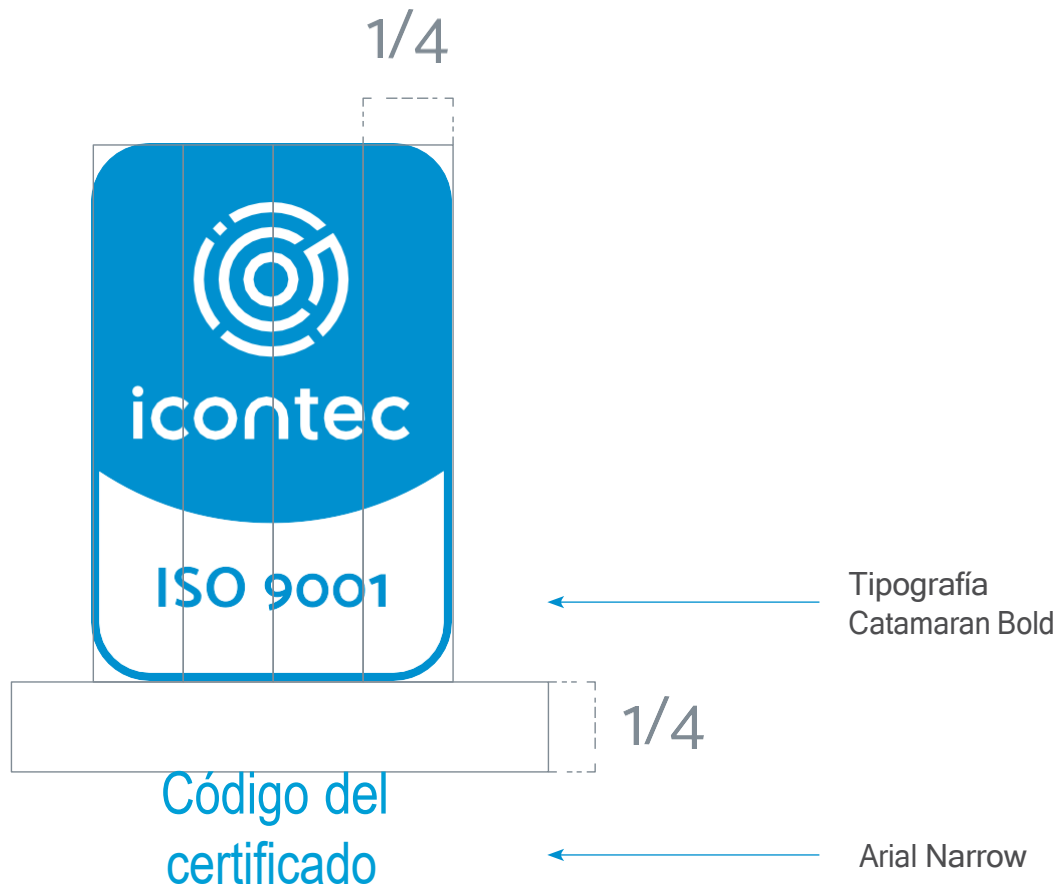 1/4
icontec
ISO 9001
Tipografía
Catamaran Bold
1/4
Código del
certificado
Arial Narrow